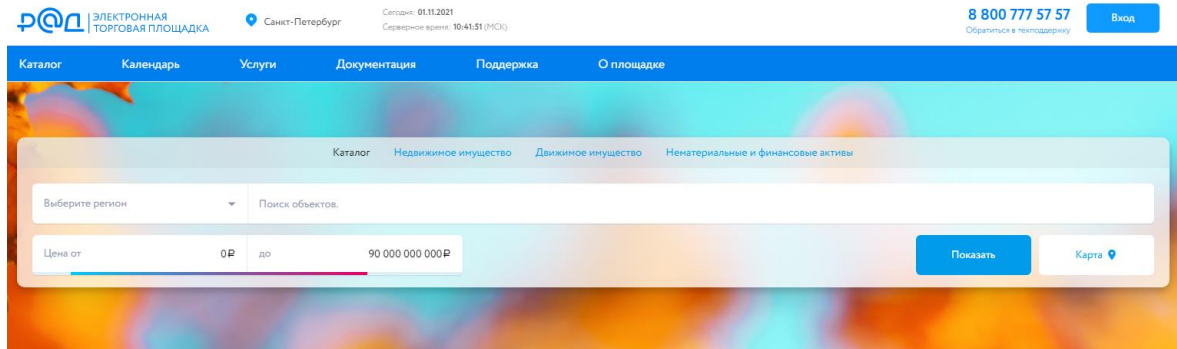 РАД ЭЛЕКТРОННАЯ ТОРГОВАЯ ПЛОЩАДКА
Санкт-Петербург
Сегодня: 01.11.2021
Серверное время: 10:41:51 (МСК)
8 800 777 57 57
Обратиться в техподдержку
Вход
Каталог Календарь Услуги Документация Поддержка О площадке
Каталог Недвижимое имущество Движимое имущество Нематериальные и финансовые активы
Выберите регион Поиск объектов.
Цена от 0₽ до 90 000 000 000₽ Показать Карта